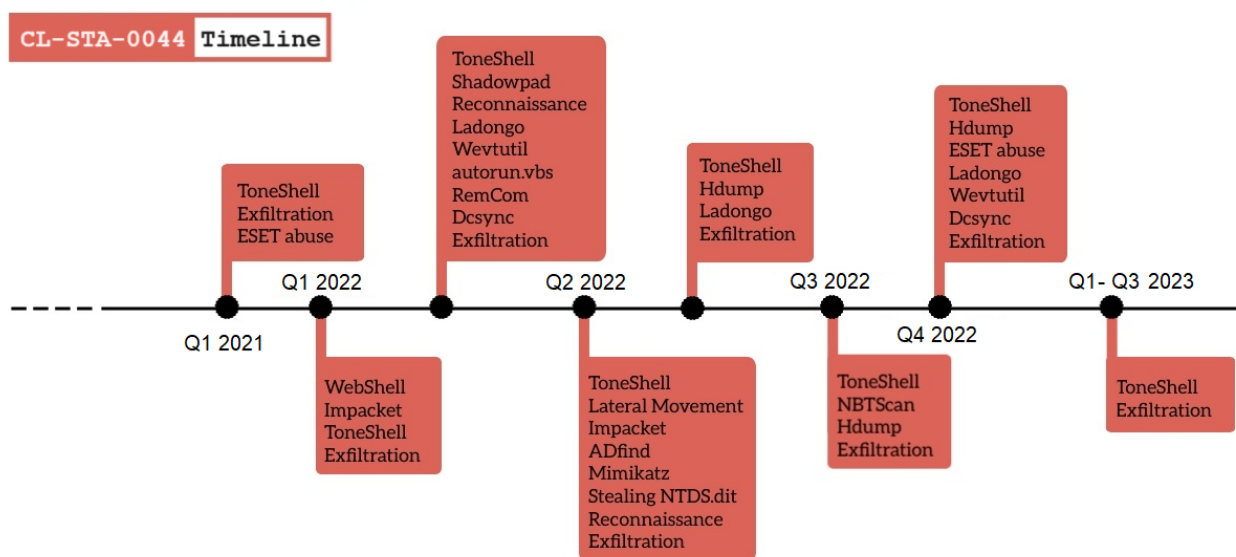 CL-STA-0044 Timeline
ToneShell
Exfiltration
ESET abuse
Q1 2021
Q1 2022
WebShell
Impacket
ToneShell
Exfiltration
ToneShell
Shadowpad
Reconnaissance
Ladongo
Wevtutil
autorun.vbs
RemCom
Dcsync
Exfiltration
Q2 2022
ToneShell
Lateral Movement
Impacket
ADfind
Mimikatz
Stealing NTDS.dit
Reconnaissance
Exfiltration
ToneShell
Hdump
Ladongo
Exfiltration
Q3 2022
ToneShell
NBTScan
Hdump
Exfiltration
ToneShell
Hdump
ESET abuse
Ladongo
Wevtutil
Dcsync
Exfiltration
Q4 2022
Q1- Q3 2023
ToneShell
Exfiltration